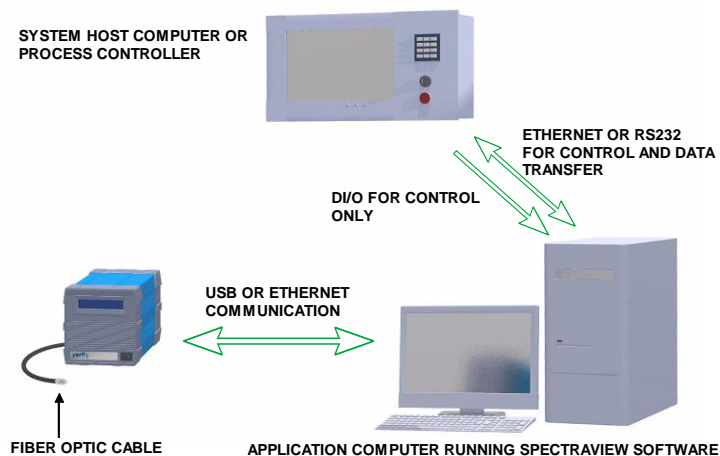 SYSTEM HOST COMPUTER OR
PROCESS CONTROLLER
ETHERNET OR RS232
FOR CONTROL AND DATA
TRANSFER
DI/O FOR CONTROL
ONLY
USB OR ETHERNET
COMMUNICATION
verity
FIBER OPTIC CABLE
APPLICATION COMPUTER RUNNING SPECTRAVIEW SOFTWARE